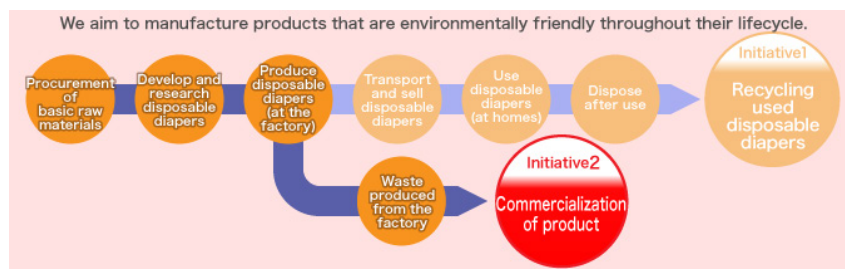 We aim to manufacture products that are environmentally friendly throughout their lifecycle.
Procurement
of
basic raw
materials
Develop and
research
disposable
diapers
Produce
disposable
diapers
(at the
factory)
Transport
and sell
disposable
diapers
Use
disposable
diapers
(at homes)
Dispose
after use
Initiative1
Recycling
used
disposable
diapers
Waste
produced
from the
factory
Initiative2
Commercialization
of product